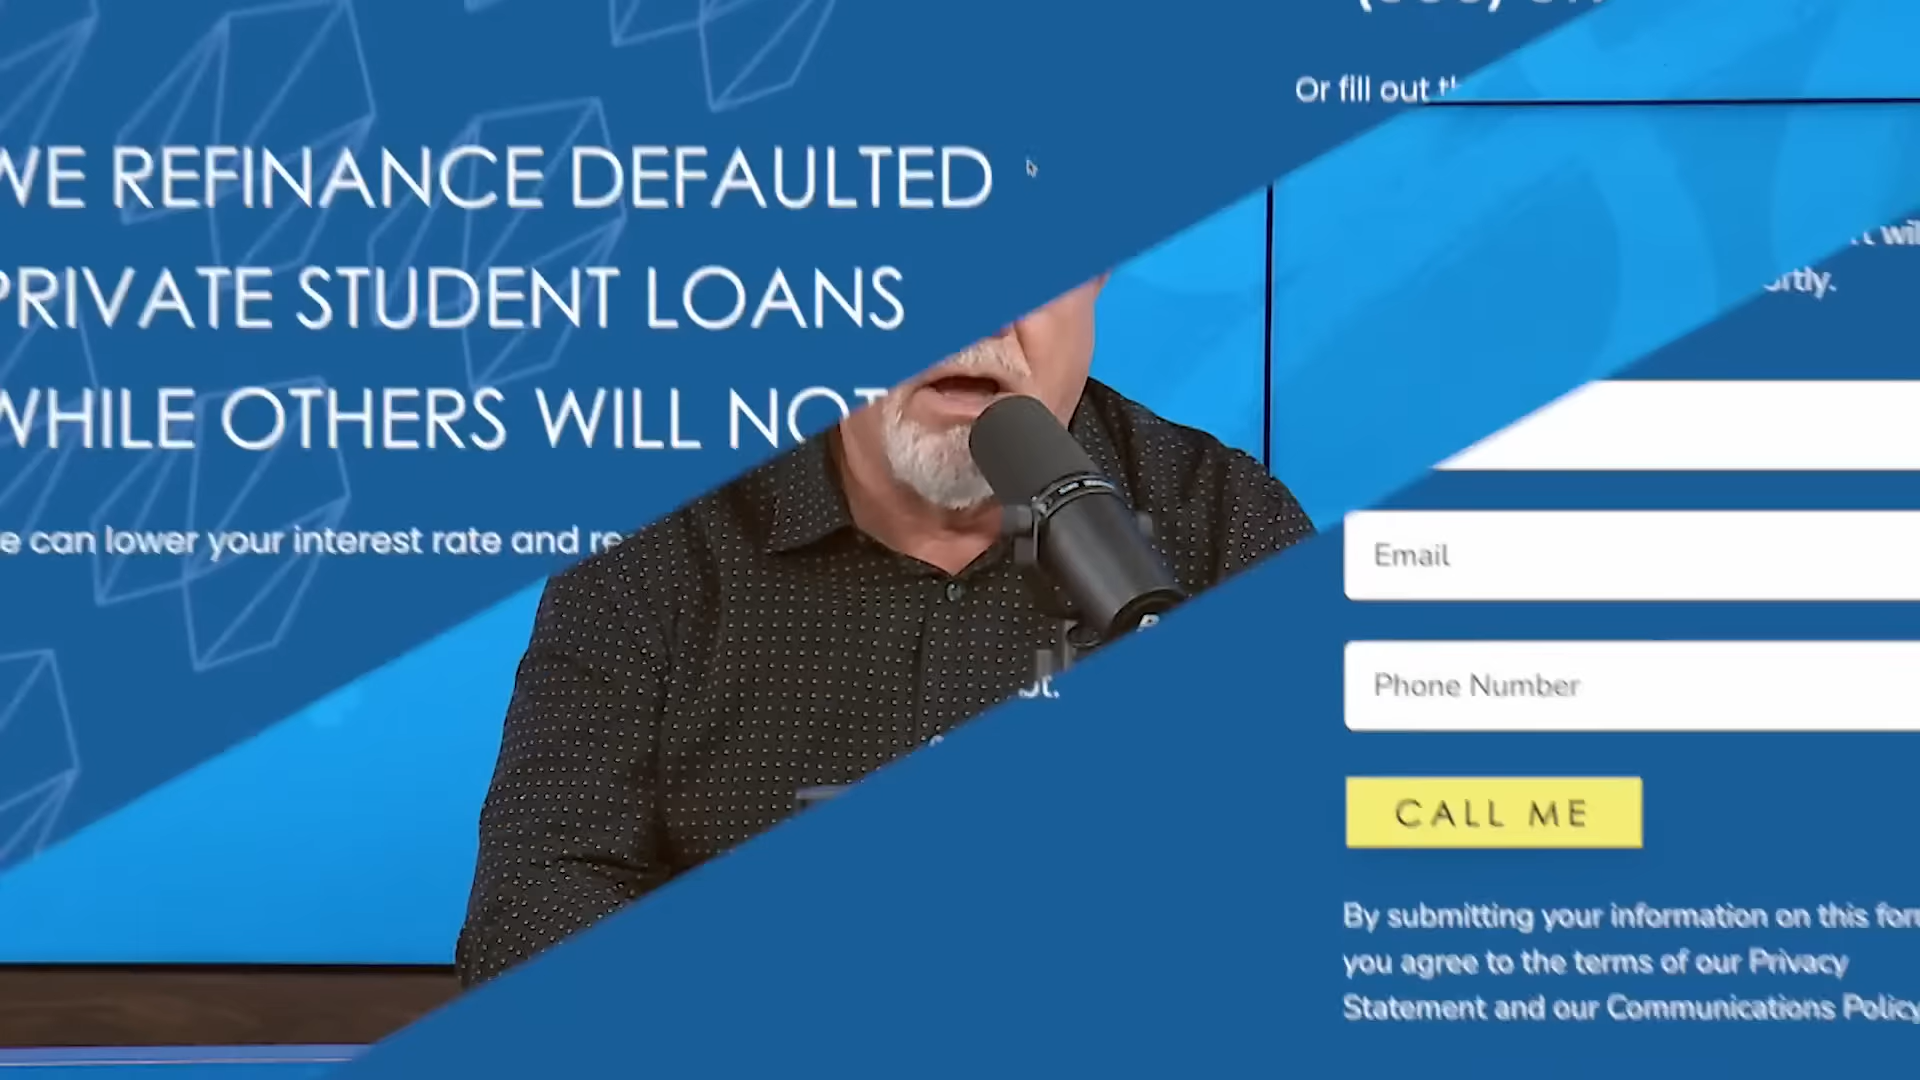 Or fill out
WE REFINANCE DEFAULTED
PRIVATE STUDENT LOANS
WHILE OTHERS WILL NOT
can lower your interest rate and
Email
Phone Number
CALL ME
By submitting your information on this
you agree to the terms of our Privacy
Statement and our Communications Policy